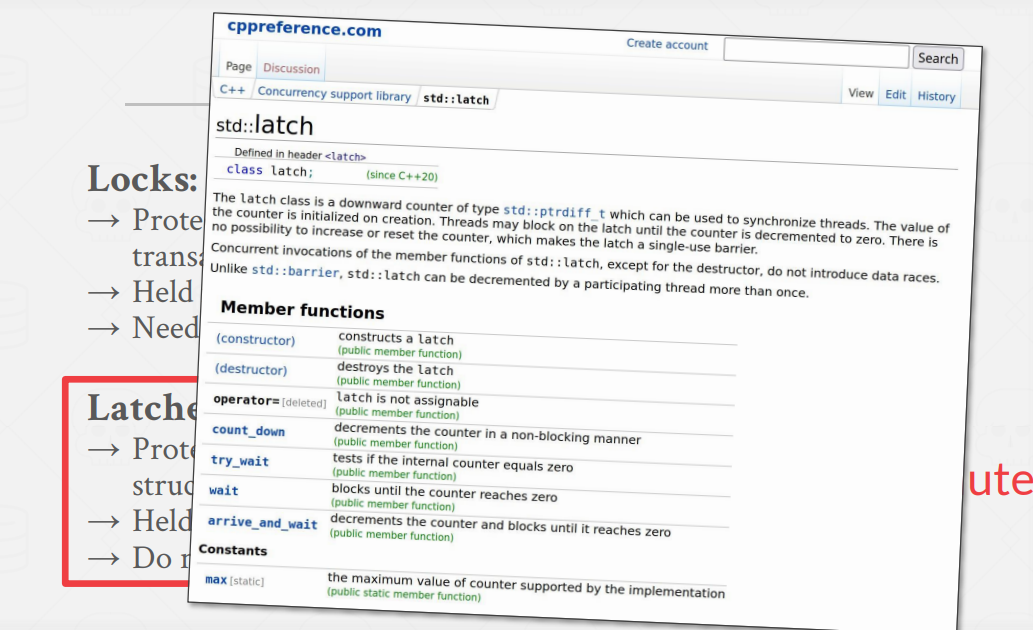 cppreference.com
Create account
Search
Page Discussion
View Edit History
C++ Concurrency support library std::latch
std::latch
Defined in header <latch>
class latch; (since C++20)
The latch class is a downward counter of type std::ptrdiff_t which can be used to synchronize threads. The value of
the counter is initialized on creation. Threads may block on the latch until the counter is decremented to zero. There is
no possibility to increase or reset the counter, which makes the latch a single-use barrier.
Concurrent invocations of the member functions of std::latch, except for the destructor, do not introduce data races.
Unlike std::barrier, std::latch can be decremented by a participating thread more than once.
Member functions
(constructor) constructs a latch
(public member function)
(destructor) destroys the latch
(public member function)
operator= [deleted] latch is not assignable
(public member function)
count_down decrements the counter in a non-blocking manner
(public member function)
try_wait tests if the internal counter equals zero
(public member function)
wait blocks until the counter reaches zero
(public member function)
arrive_and_wait decrements the counter and blocks until it reaches zero
(public member function)
Constants
max [static] the maximum value of counter supported by the implementation
(public static member function)
Locks:
→ Prote
transa
→ Held
→ Need
Latche
→ Prote
struc
→ Held
→ Do n
ute